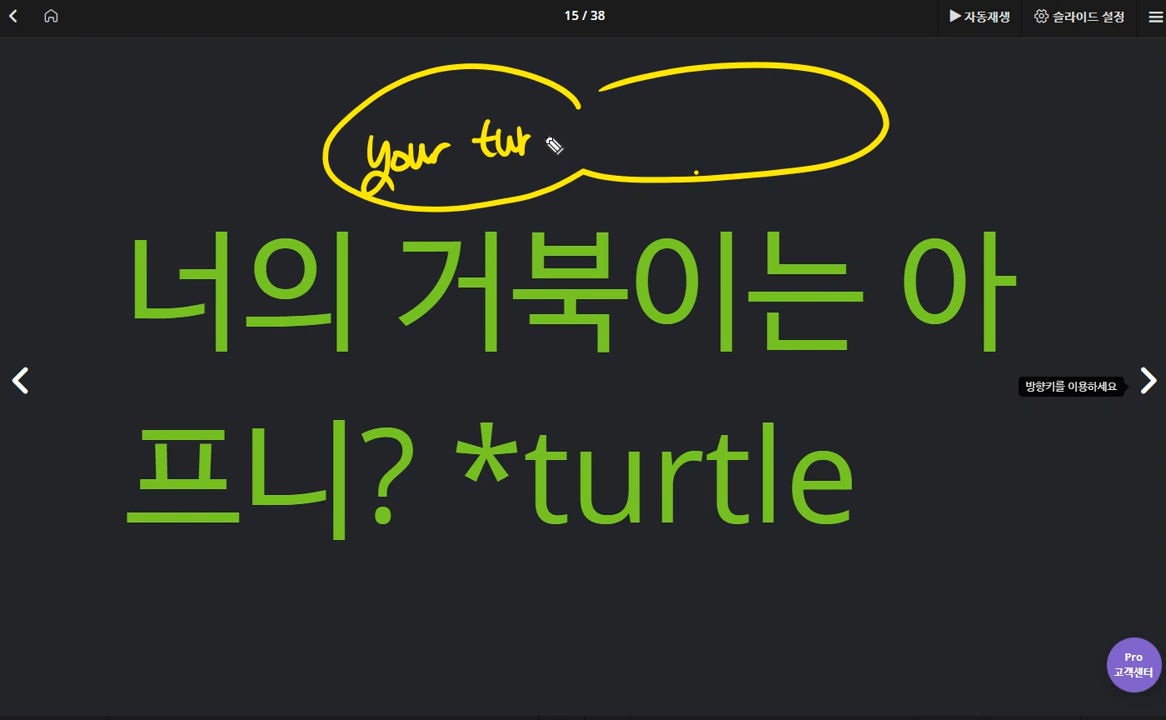 15 / 38
▶ 자동재생
슬라이드 설정
your tur
너의 거북이는 아
방향키를 이용하세요
프니? *turtle
Pro
고객센터